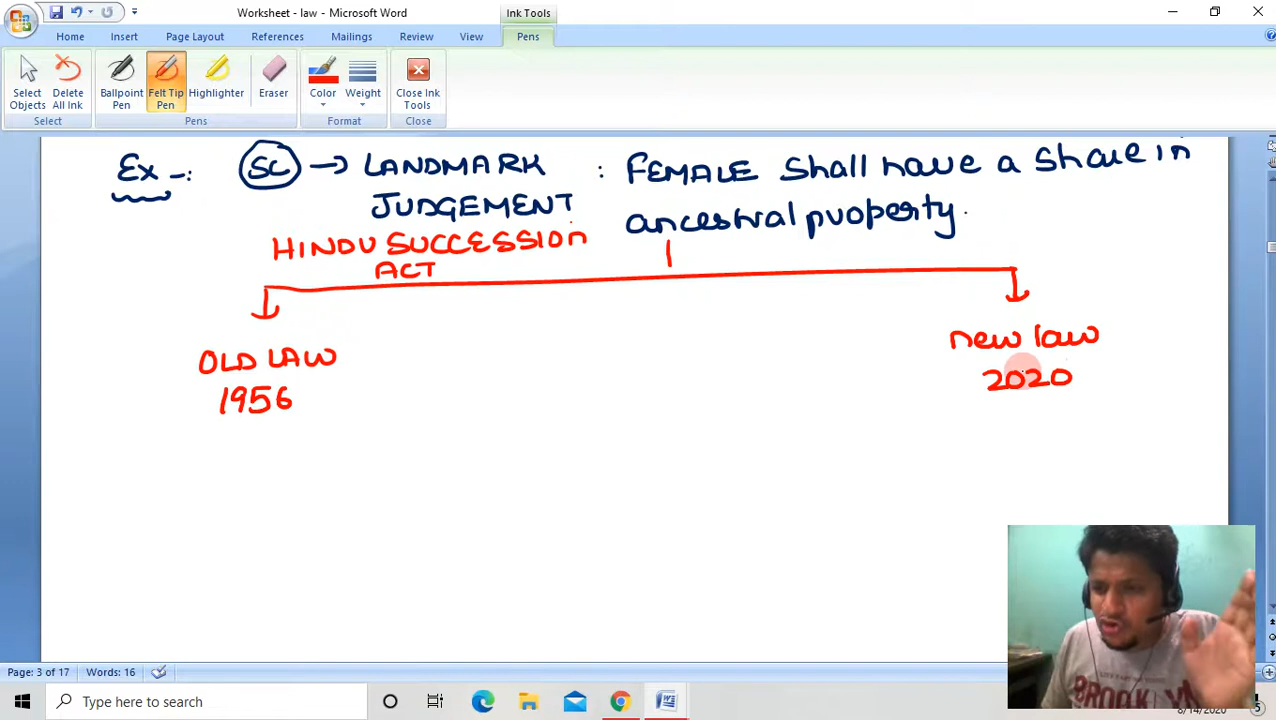 Worksheet - law - Microsoft Word
Ink Tools
Home Insert Page Layout References Mailings Review View Pens
Select Objects
Delete All Ink
Ballpoint Pen
Felt Tip Pen
Highlighter
Eraser
Color
Weight
Close Ink Tools
Select Pens Format Close
Ex -: SC → LANDMARK : FEMALE Shall have a Share in
JUDGEMENT ancestral property.
HINDU SUCCESSION
ACT
OLD LAW
1956
new law
2020
Page: 3 of 17 Words: 16
Type here to search
8/14/2020